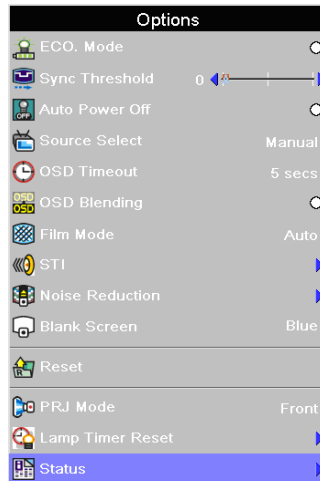 Options
ECO. Mode
Sync Threshold 0
OFF Auto Power Off
Source Select Manual
OSD Timeout 5 secs
OSD OSD OSD Blending
Film Mode Auto
STI
Noise Reduction
Blank Screen Blue
Reset
PRJ Mode Front
Lamp Timer Reset
Status